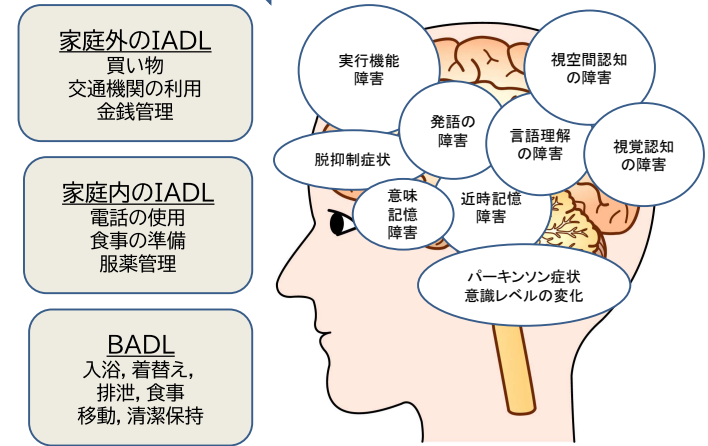 家庭外のIADL
買い物
交通機関の利用
金銭管理
家庭内のIADL
電話の使用
食事の準備
服薬管理
BADL
入浴, 着替え,
排泄, 食事
移動, 清潔保持
実行機能
障害
視空間認知
の障害
発語の
障害
言語理解
の障害
視覚認知
の障害
脱抑制症状
意味
記憶
障害
近時記憶
障害
パーキンソン症状
意識レベルの変化